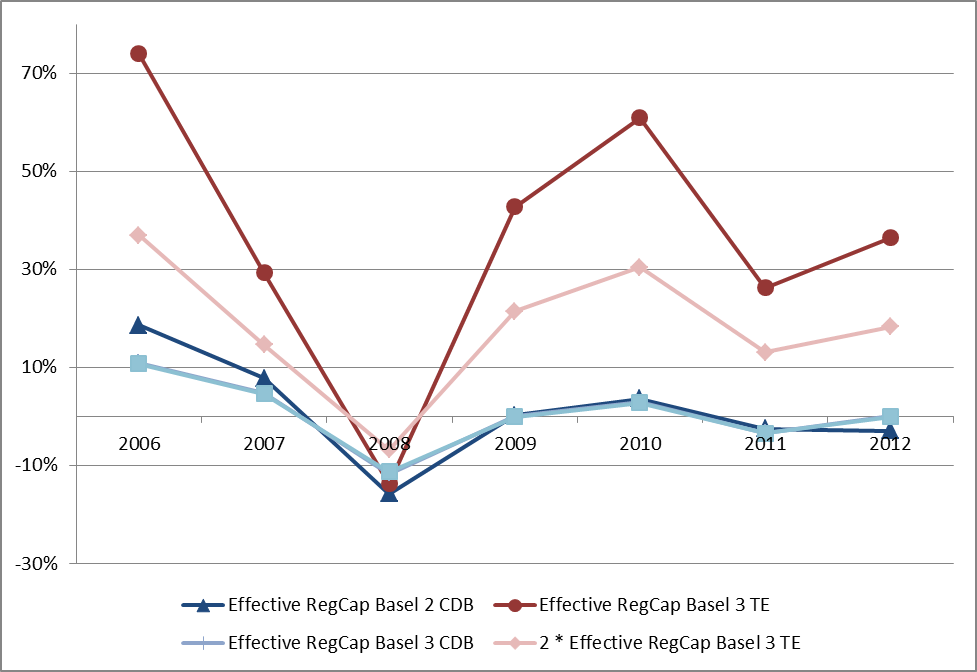 70%
50%
30%
10%
2006 2007 2008 2009 2010 2011 2012
-10%
-30%
Effective RegCap Basel 2 CDB Effective RegCap Basel 3 TE
Effective RegCap Basel 3 CDB 2 * Effective RegCap Basel 3 TE